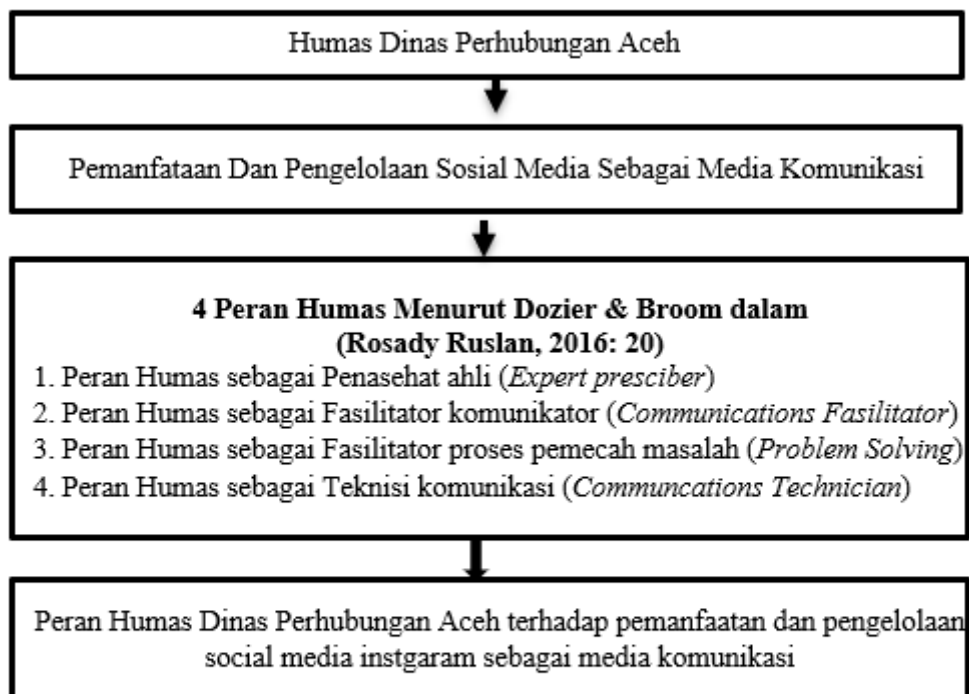 Humas Dinas Perhubungan Aceh
Pemanfataan Dan Pengelolaan Sosial Media Sebagai Media Komunikasi
4 Peran Humas Menurut Dozier & Broom dalam
(Rosady Ruslan, 2016: 20)
1. Peran Humas sebagai Penasehat ahli (Expert presciber)
2. Peran Humas sebagai Fasilitator komunikator (Communications Fasilitator)
3. Peran Humas sebagai Fasilitator proses pemecah masalah (Problem Solving)
4. Peran Humas sebagai Teknisi komunikasi (Communcations Technician)
Peran Humas Dinas Perhubungan Aceh terhadap pemanfaatan dan pengelolaan
social media instgaram sebagai media komunikasi